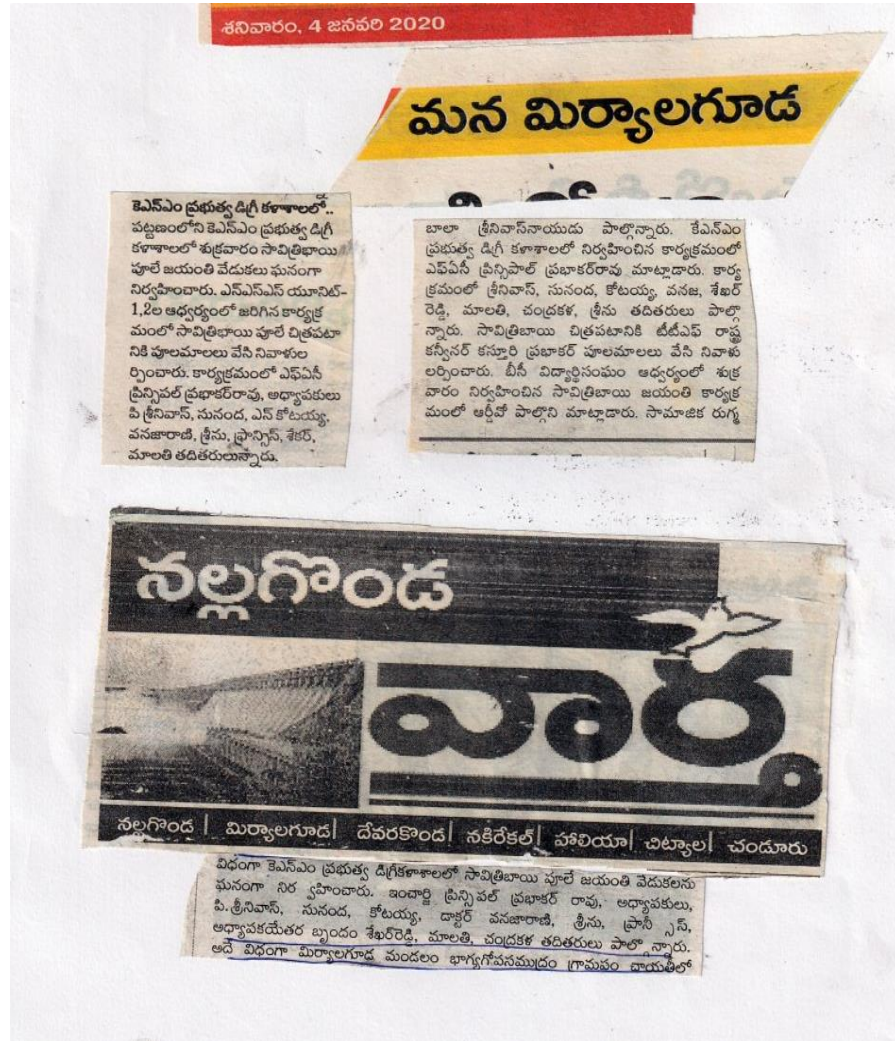 శనివారం, 4 జనవరి 2020
మన మిర్యాలగూడ
కెఎన్ఎం ప్రభుత్వ డిగ్రీ కళాశాలలో..
పట్టణంలోని కెఎన్ఎం ప్రభుత్వ డిగ్రీ
కళాశాలలో శుక్రవారం సావిత్రిభాయి
పూలే జయంతి వేడుకలు ఘనంగా
నిర్వహించారు. ఎన్ఎస్ఎస్ యూనిట్-
1,2ల ఆధ్వర్యంలో జరిగిన కార్యక్ర
మంలో సావిత్రిభాయి పూలే చిత్రపటా
నికి పూలమాలలు వేసి నివాళుల
ర్పించారు. కార్యక్రమంలో ఎఫ్ఏసీ
ప్రిన్సిపల్ ప్రభాకర్‌రావు, అధ్యాపకులు
పి శ్రీనివాస్, సునంద, ఎన్ కోటయ్య,
వనజారాణి, శ్రీను, ఫ్రాన్సిస్, శేకర్,
మాలతి తదితరులున్నారు.
బాలా శ్రీనివాస్‌నాయుడు పాల్గొన్నారు. కేఎన్ఎం
ప్రభుత్వ డిగ్రీ కళాశాలలో నిర్వహించిన కార్యక్రమంలో
ఎఫ్ఏసీ ప్రిన్సిపాల్ ప్రభాకర్‌రావు మాట్లాడారు. కార్య
క్రమంలో శ్రీనివాస్, సునంద, కోటయ్య, వనజ, శేఖర్
రెడ్డి, మాలతి, చంద్రకళ, శ్రీను తదితరులు పాల్గొ
న్నారు. సావిత్రిబాయి చిత్రపటానికి టీటీఎఫ్ రాష్ట్ర
కన్వీనర్ కస్తూరి ప్రభాకర్ పూలమాలలు వేసి నివాళు
లర్పించారు. బీసీ విద్యార్థిసంఘం ఆధ్వర్యంలో శుక్ర
వారం నిర్వహించిన సావిత్రిబాయి జయంతి కార్యక్ర
మంలో ఆర్డీవో పాల్గొని మాట్లాడారు. సామాజిక రుగ్మ
నల్లగొండ
వార్త
నల్లగొండ | మిర్యాలగూడ | దేవరకొండ | నకిరేకల్ | హాలియా | చిట్యాల | చండూరు
విధంగా కెఎన్ఎం ప్రభుత్వ డిగ్రీకళాశాలలో సావిత్రిబాయి పూలే జయంతి వేడుకలను
ఘనంగా నిర వ్హహించారు. ఇంచార్జి ప్రిన్సిపల్ ప్రభాకర్ రావు, అధ్యాపకులు,
పి.శ్రీనివాస్, సునంద, కోటయ్య, డాక్టర్ వనజారాణి, శ్రీను, ప్రాన్సీ స్,
అధ్యాపకయేతర బృందం శేఖర్‌రెడ్డి, మాలతి, చంద్రకళ తదితరులు పాల్గొ న్నారు.
అదే విధంగా మిర్యాలగూడ మండలం భాగ్యగోపసముద్రం గ్రామపం చాయతీలో